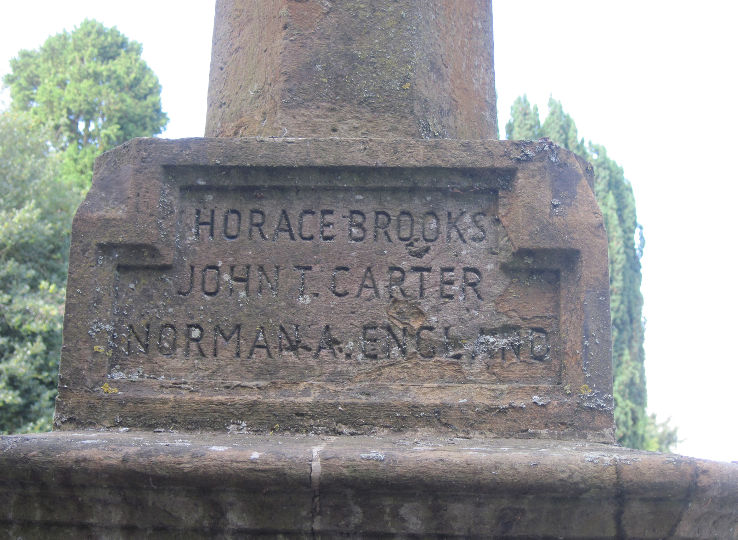 HORACE BROOKS
JOHN T. CARTER
NORMAN A. ENGLAND